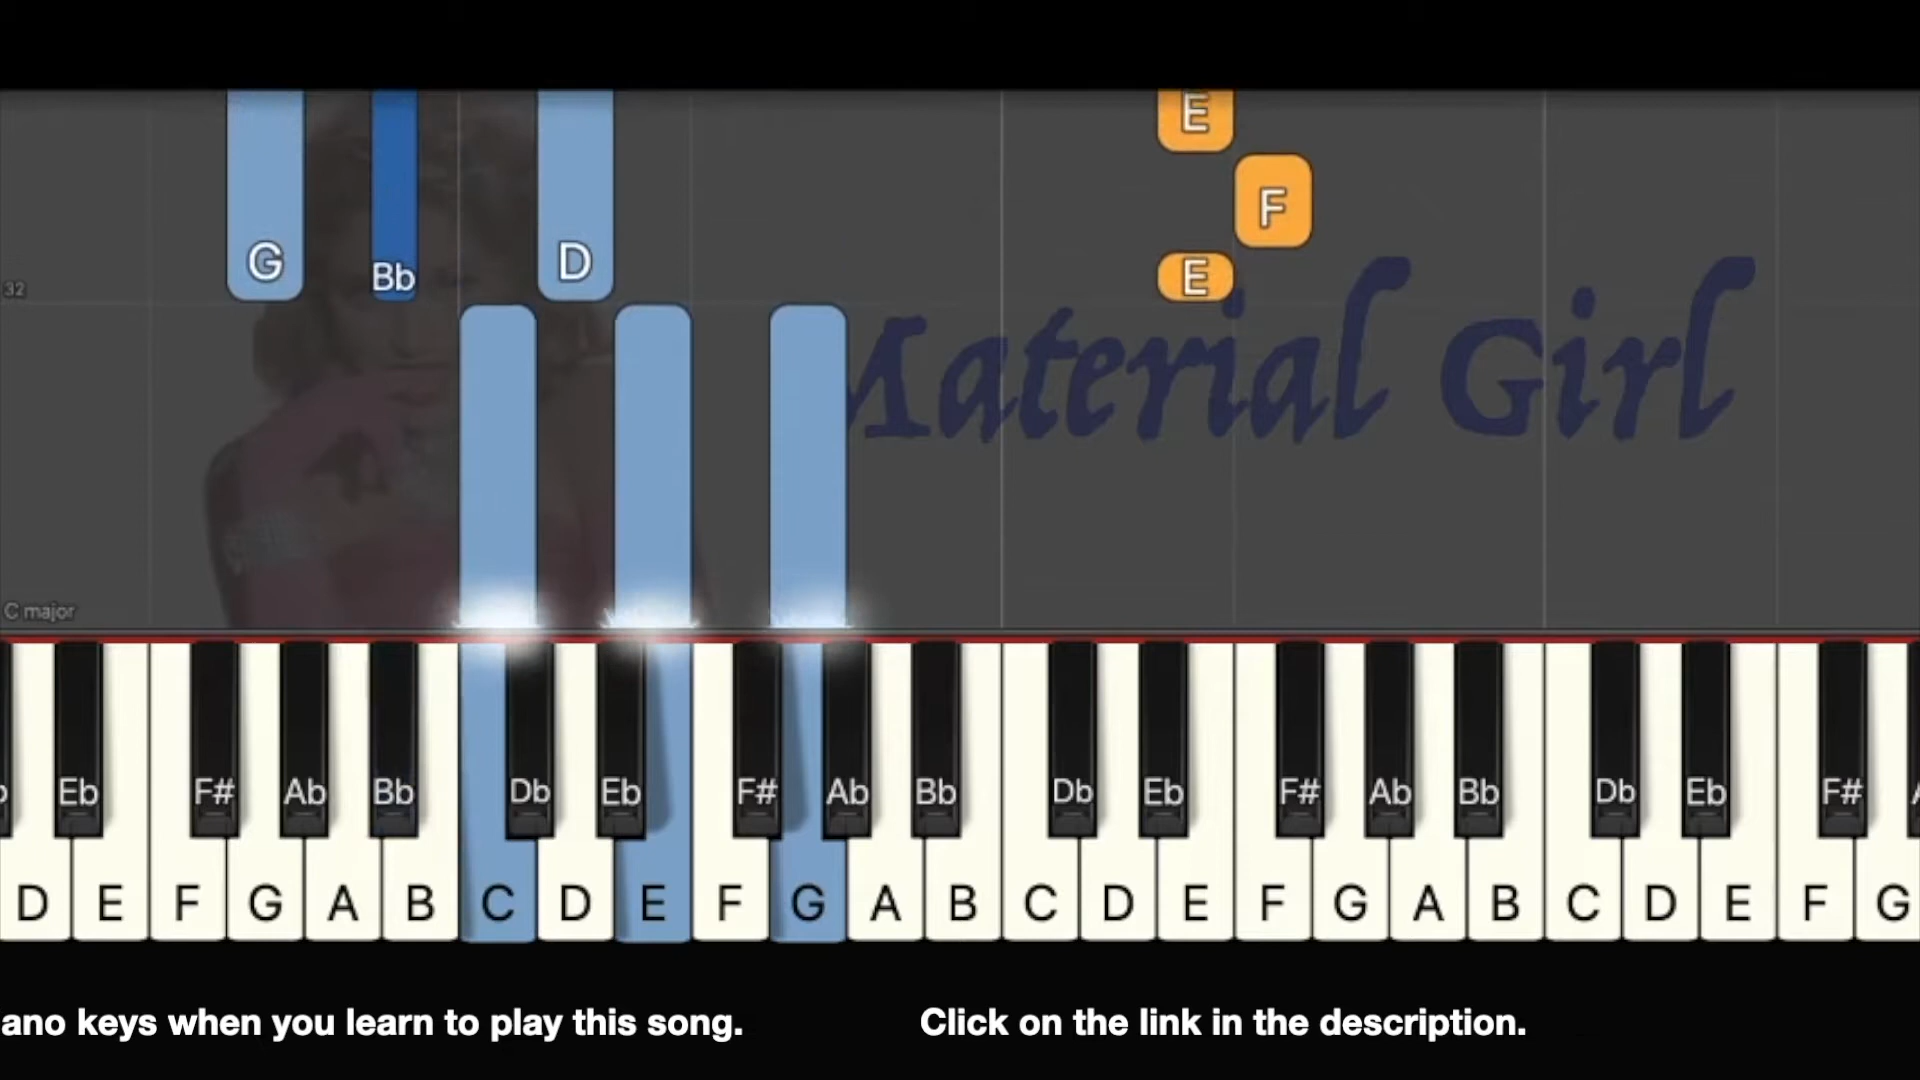 E
F
G Bb D E
32
Material Girl
C major
Eb F# Ab Bb Db Eb F# Ab Bb Db Eb F# Ab Bb Db Eb F#
D E F G A B C D E F G A B C D E F G A B C D E F G
ano keys when you learn to play this song. Click on the link in the description.